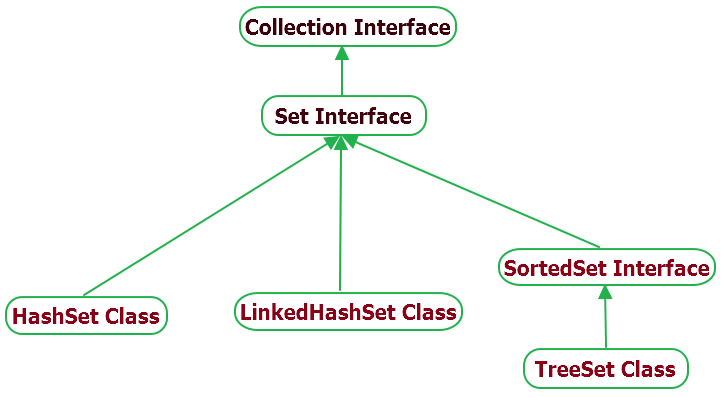 Collection Interface
Set Interface
SortedSet Interface
HashSet Class
LinkedHashSet Class
TreeSet Class